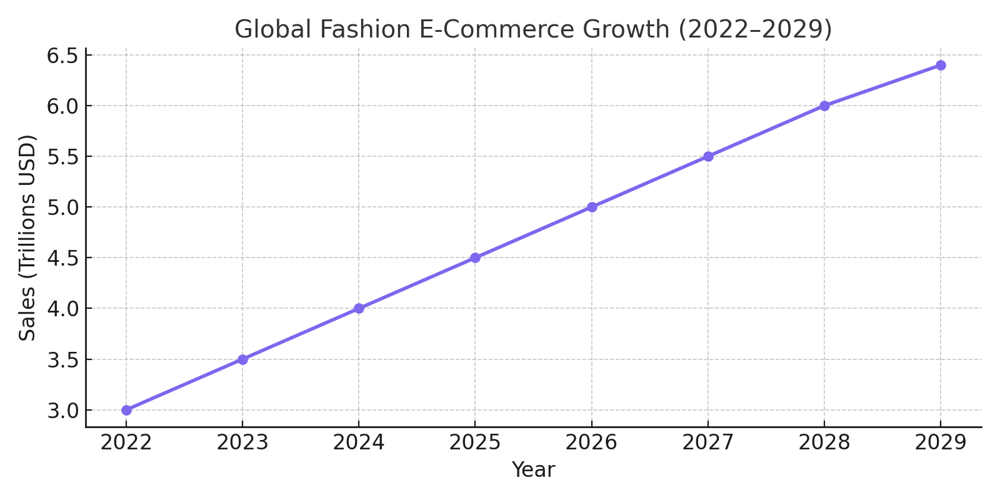 Global Fashion E-Commerce Growth (2022–2029)
Sales (Trillions USD)
6.5
6.0
5.5
5.0
4.5
4.0
3.5
3.0
2022 2023 2024 2025 2026 2027 2028 2029
Year